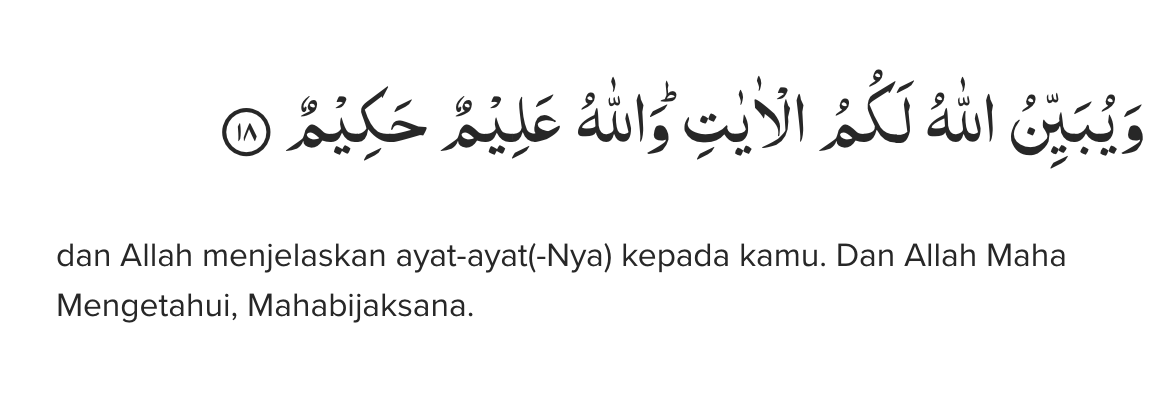 وَيُبَيِّنُ اللّٰهُ لَكُمُ الْاٰيٰتِۗ وَاللّٰهُ عَلِيْمٌ حَكِيْمٌ ١٨
dan Allah menjelaskan ayat-ayat(-Nya) kepada kamu. Dan Allah Maha
Mengetahui, Mahabijaksana.